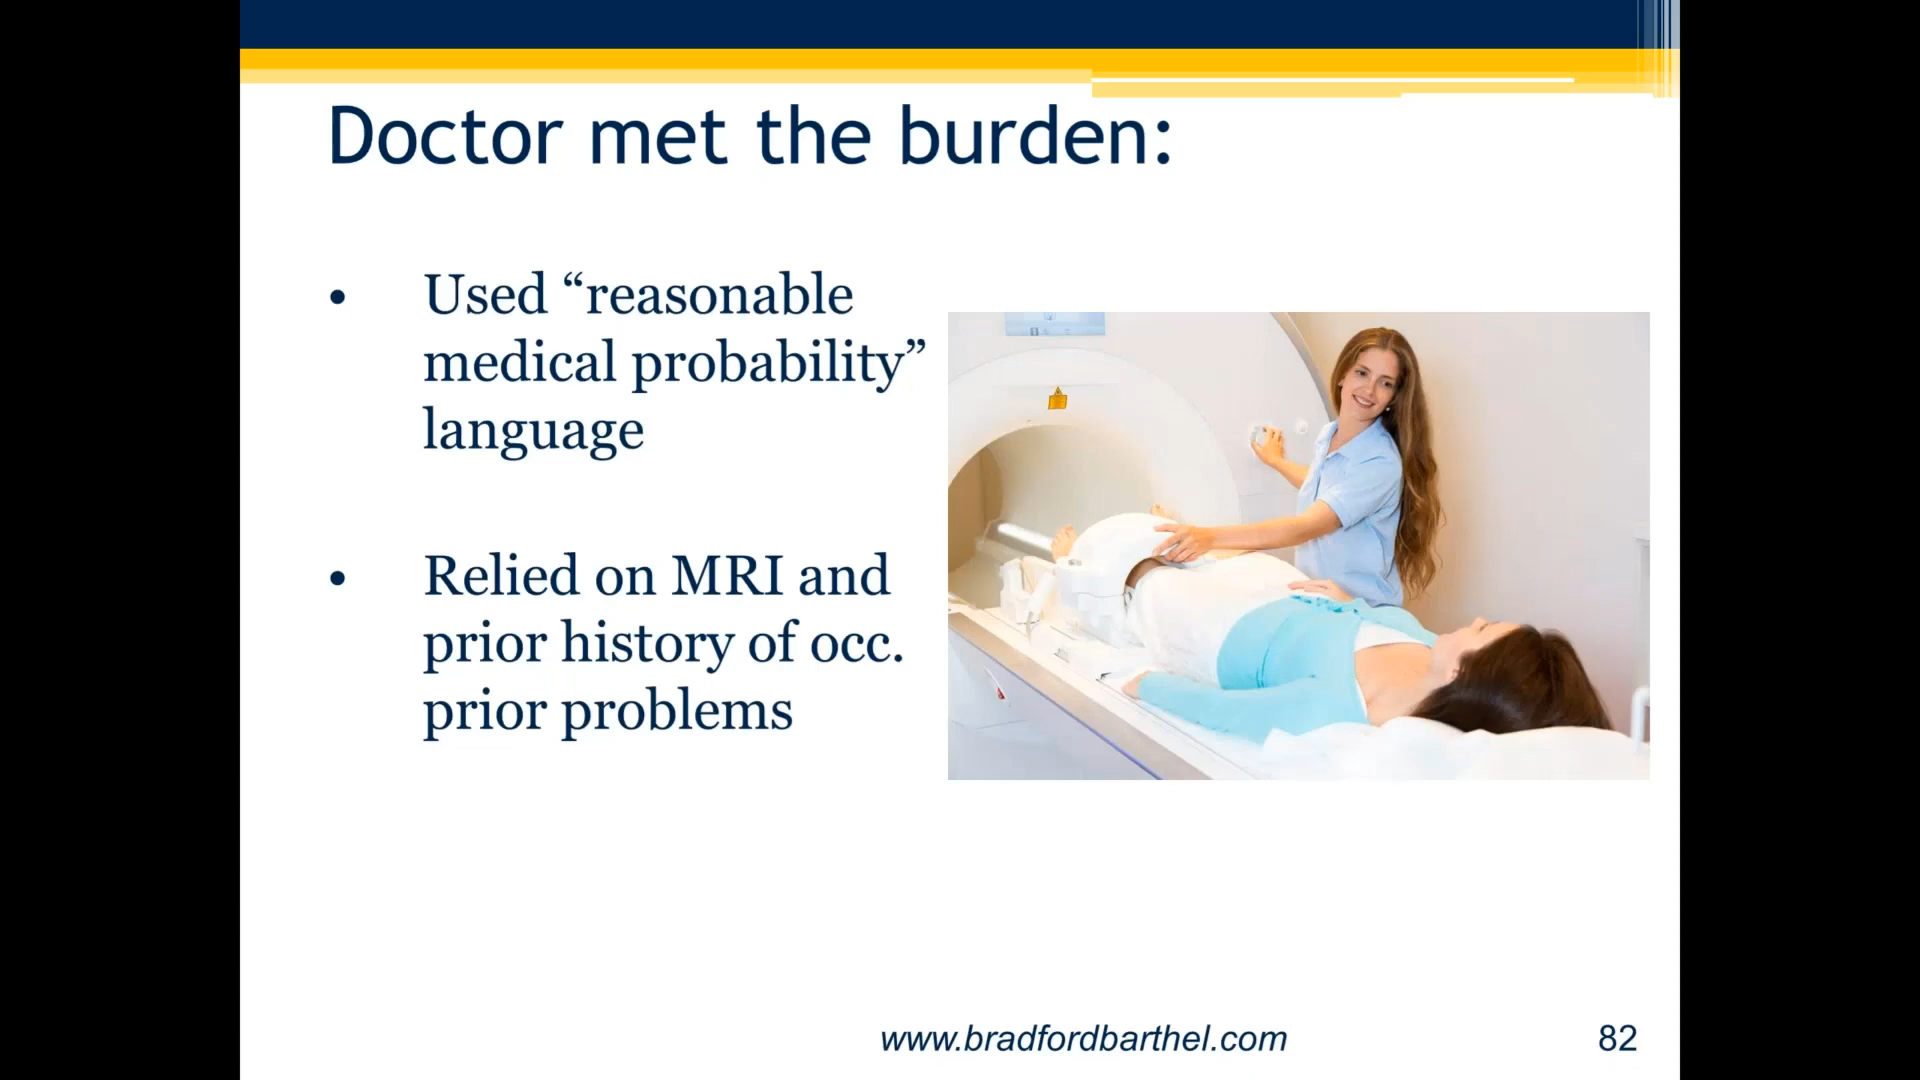 Doctor met the burden:
• Used “reasonable
medical probability”
language
• Relied on MRI and
prior history of occ.
prior problems
www.bradfordbarthel.com
82